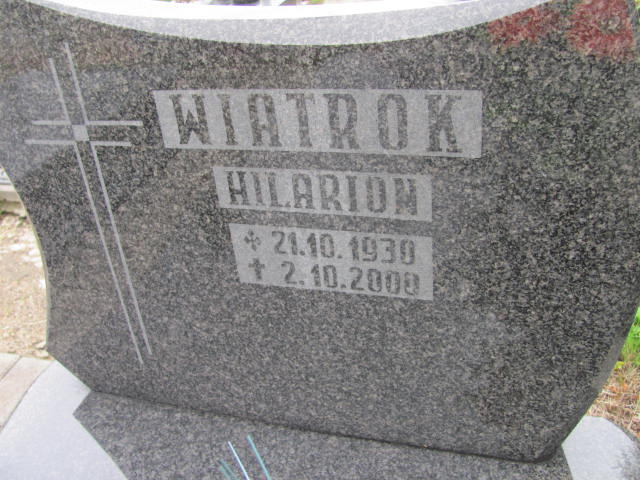 WIATROK
HILARION
✣ 21.10.1930
✝ 2.10.2000